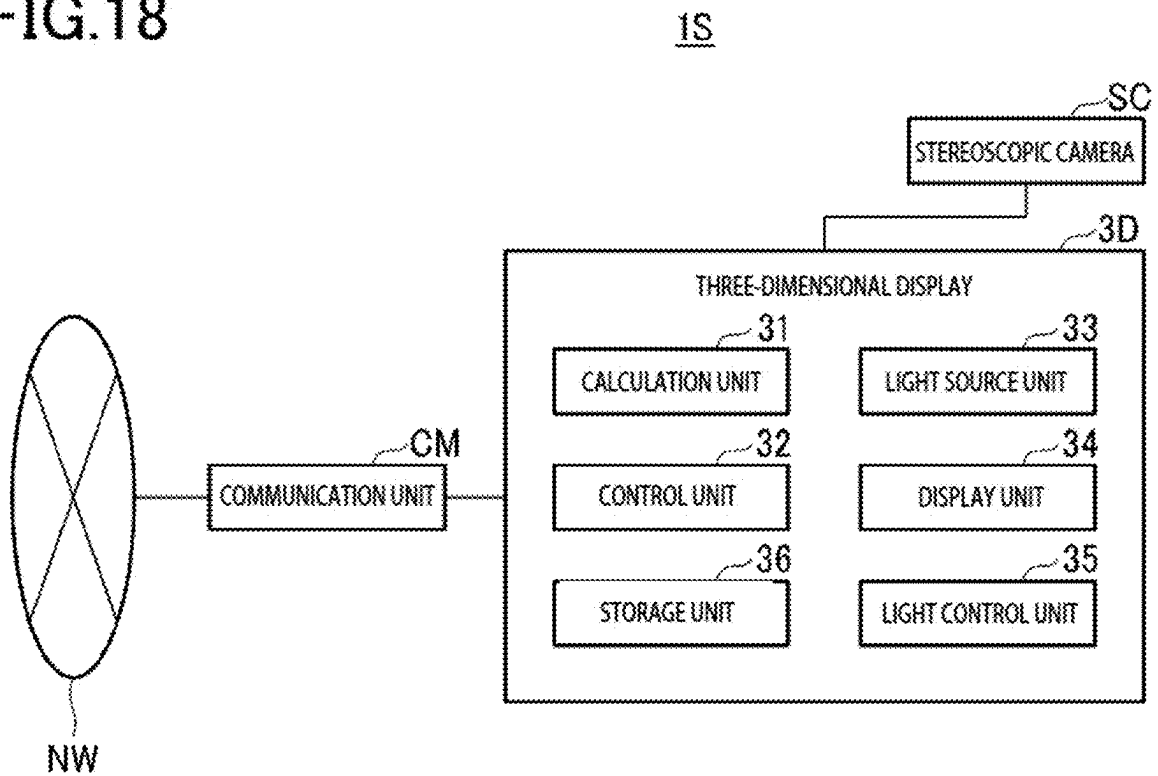 FIG.18
1S
SC
STEREOSCOPIC CAMERA
3D
THREE-DIMENSIONAL DISPLAY
31
33
CALCULATION UNIT
LIGHT SOURCE UNIT
CM
32
34
COMMUNICATION UNIT
CONTROL UNIT
DISPLAY UNIT
36
35
STORAGE UNIT
LIGHT CONTROL UNIT
NW